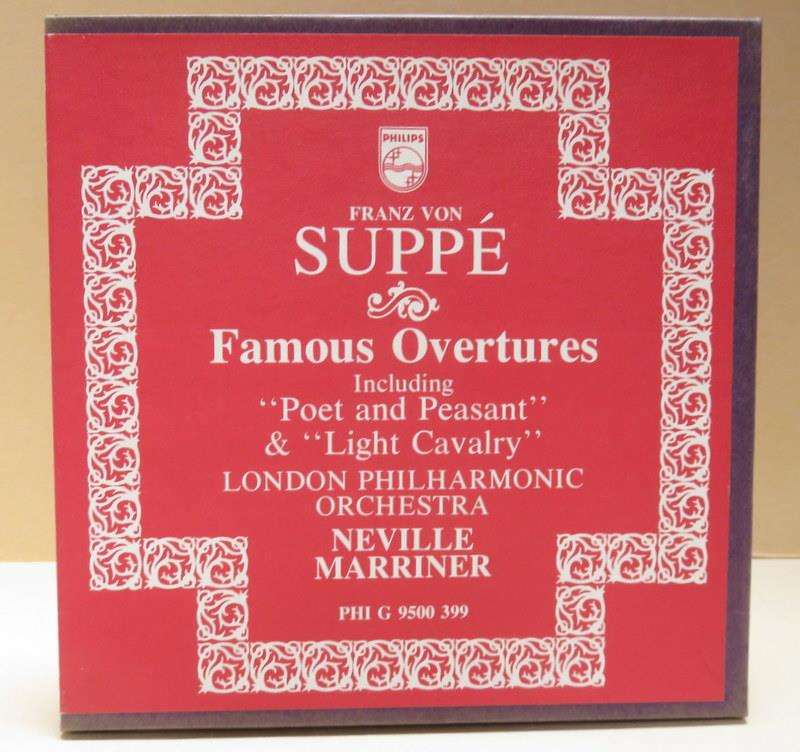 PHILIPS
FRANZ VON
SUPPÉ
Famous Overtures
Including
‘‘Poet and Peasant’’
& ‘‘Light Cavalry’’
LONDON PHILHARMONIC
ORCHESTRA
NEVILLE
MARRINER
PHI G 9500 399